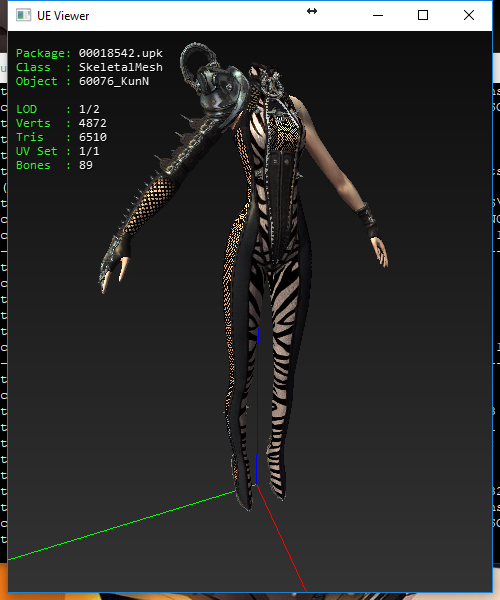 UE Viewer
Package: 00018542.upk
Class : SkeletalMesh
Object : 60076_KunN
LOD : 1/2
Verts : 4872
Tris : 6510
UV Set : 1/1
Bones : 89